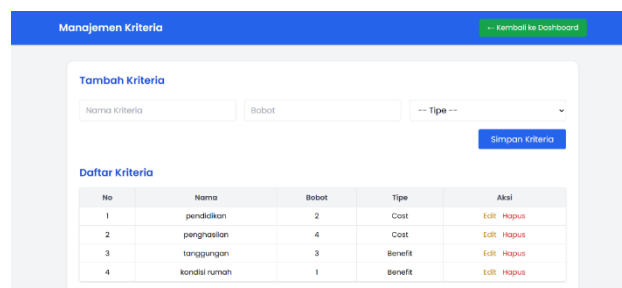 Manajemen Kriteria ← Kembali ke Dashboard
Tambah Kriteria
Nama Kriteria Bobot -- Tipe --
Simpan Kriteria
Daftar Kriteria
No Nama Bobot Tipe Aksi
1 pendidikan 2 Cost Edit Hapus
2 penghasilan 4 Cost Edit Hapus
3 tanggungan 3 Benefit Edit Hapus
4 kondisi rumah 1 Benefit Edit Hapus